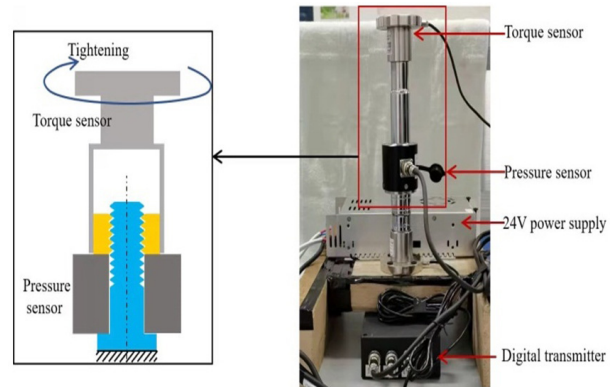 Tightening
Torque sensor
Pressure
sensor
Torque sensor
Pressure sensor
24V power supply
Digital transmitter